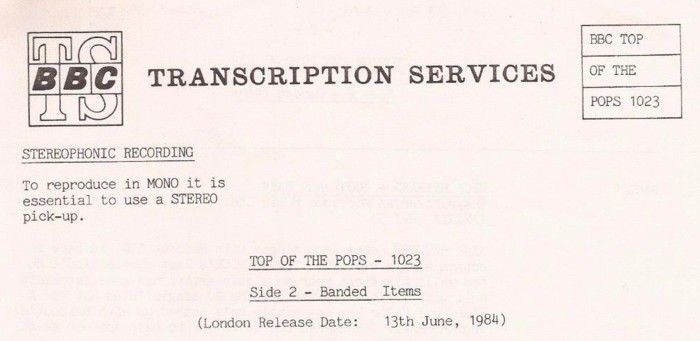 TS
BBC
TS
TRANSCRIPTION SERVICES
BBC TOP
OF THE
POPS 1023
STEREOPHONIC RECORDING
To reproduce in MONO it is
essential to use a STEREO
pick-up.
TOP OF THE POPS - 1023
Side 2 - Banded Items
(London Release Date: 13th June, 1984)